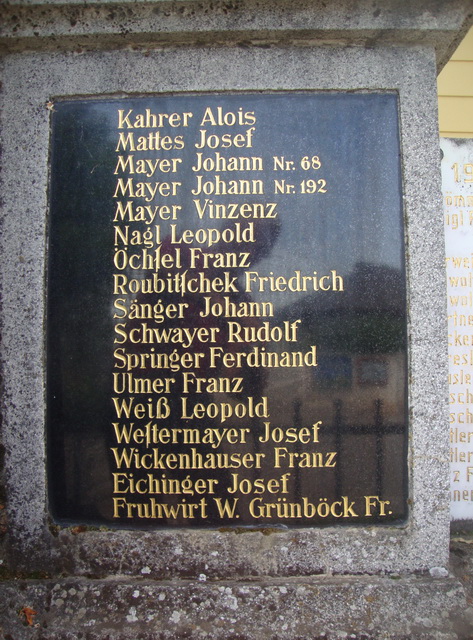 Kahrer Alois
Mattes Josef
Mayer Johann Nr. 68
Mayer Johann Nr. 192
Mayer Vinzenz
Nagl Leopold
Öchſel Franz
Roubitſchek Friedrich
Sänger Johann
Schwayer Rudolf
Springer Ferdinand
Ulmer Franz
Weiß Leopold
Weſtermayer Josef
Wickenhauser Franz
Eichinger Josef
Fruhwirt W. Grünböck Fr.